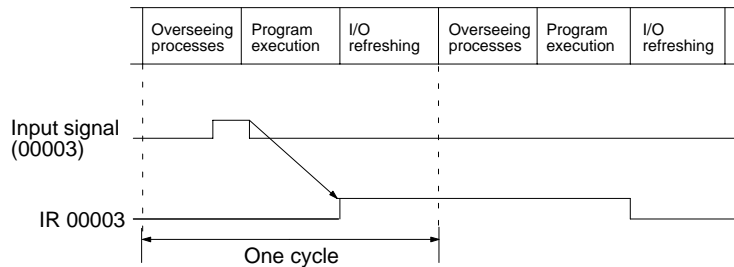 Overseeing
processes
Program
execution
I/O
refreshing
Overseeing
processes
Program
execution
I/O
refreshing
Input signal
(00003)
IR 00003
One cycle